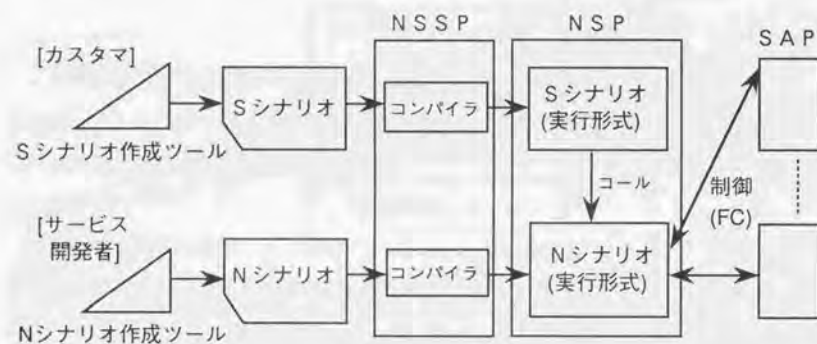 NSSP
NSP
SAP
[カスタマ]
Sシナリオ
コンパイラ
Sシナリオ
(実行形式)
Sシナリオ作成ツール
コール
制御
(FC)
[サービス
開発者]
Nシナリオ
コンパイラ
Nシナリオ
(実行形式)
Nシナリオ作成ツール